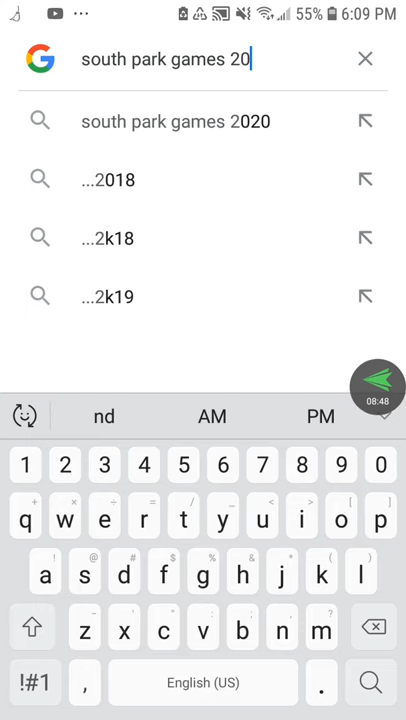 55% 6:09 PM
south park games 20
south park games 2020
...2018
...2k18
...2k19
08:48
nd AM PM
1 2 3 4 5 6 7 8 9 0
+ × ÷ = / _ < > [ ]
q w e r t y u i o p
! @ # $ % ^ & * ( )
a s d f g h j k l
- ' " : ; , ?
z x c v b n m
!#1 , English (US) .